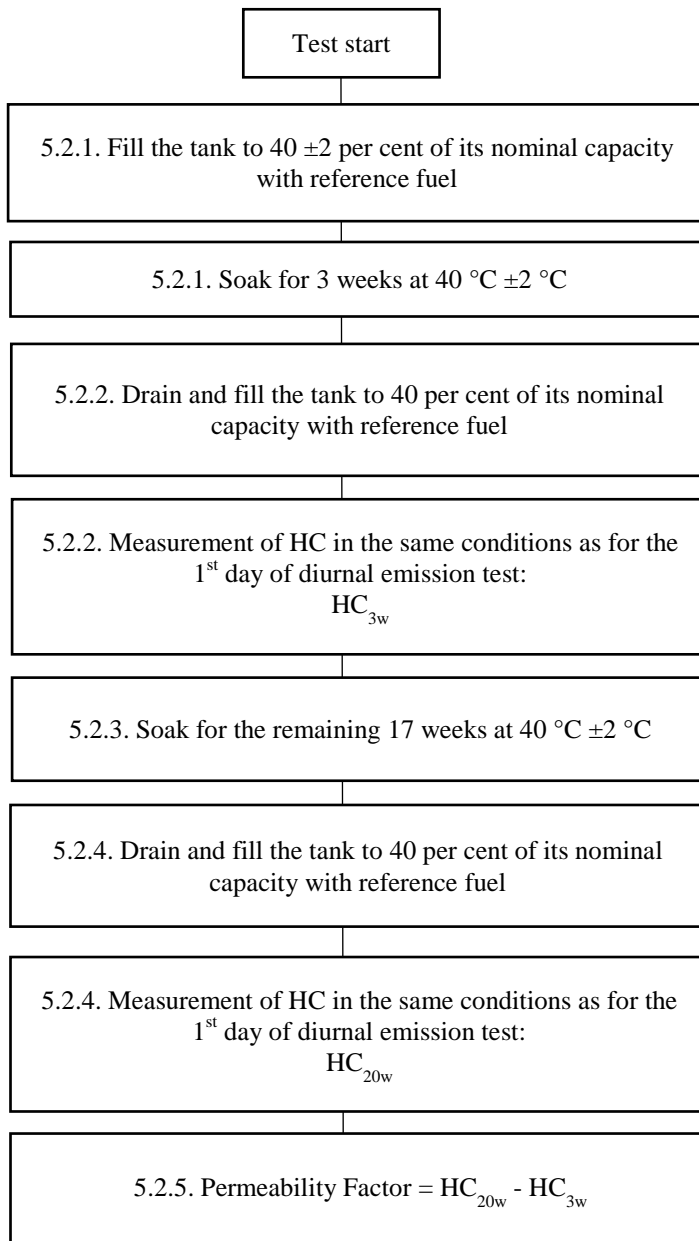 Test start
5.2.1. Fill the tank to 40 ±2 per cent of its nominal capacity
with reference fuel
5.2.1. Soak for 3 weeks at 40 °C ±2 °C
5.2.2. Drain and fill the tank to 40 per cent of its nominal
capacity with reference fuel
5.2.2. Measurement of HC in the same conditions as for the
1st day of diurnal emission test:
HC3w
5.2.3. Soak for the remaining 17 weeks at 40 °C ±2 °C
5.2.4. Drain and fill the tank to 40 per cent of its nominal
capacity with reference fuel
5.2.4. Measurement of HC in the same conditions as for the
1st day of diurnal emission test:
HC20w
5.2.5. Permeability Factor = HC20w - HC3w